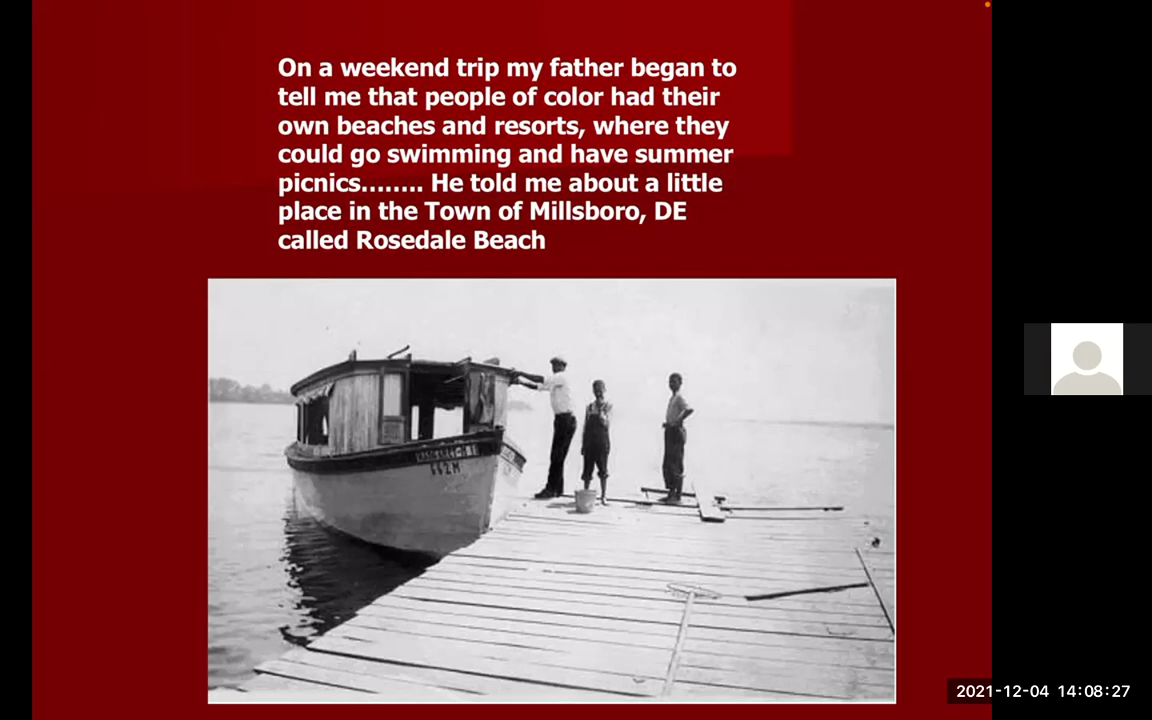 On a weekend trip my father began to
tell me that people of color had their
own beaches and resorts, where they
could go swimming and have summer
picnics........ He told me about a little
place in the Town of Millsboro, DE
called Rosedale Beach
662M
2021-12-04 14:08:27